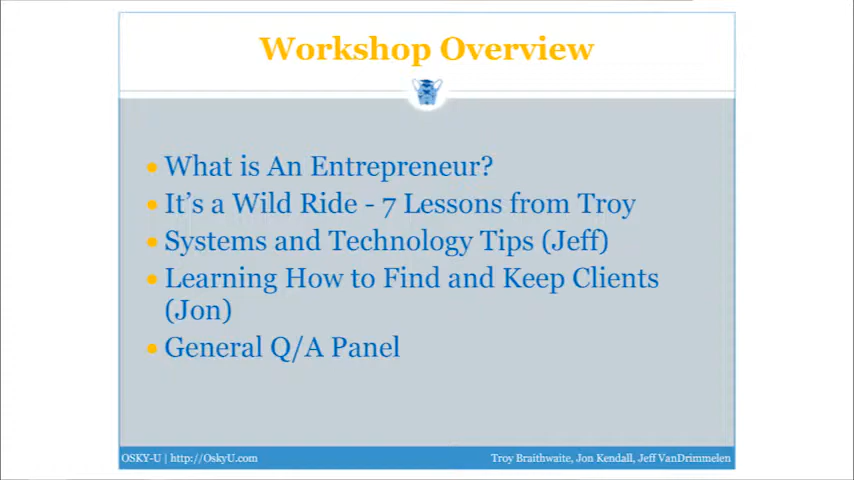 Workshop Overview
What is An Entrepreneur?
It's a Wild Ride - 7 Lessons from Troy
Systems and Technology Tips (Jeff)
Learning How to Find and Keep Clients
(Jon)
General Q/A Panel
OSKY-U | http://OskyU.com
Troy Braithwaite, Jon Kendall, Jeff VanDrimmelen